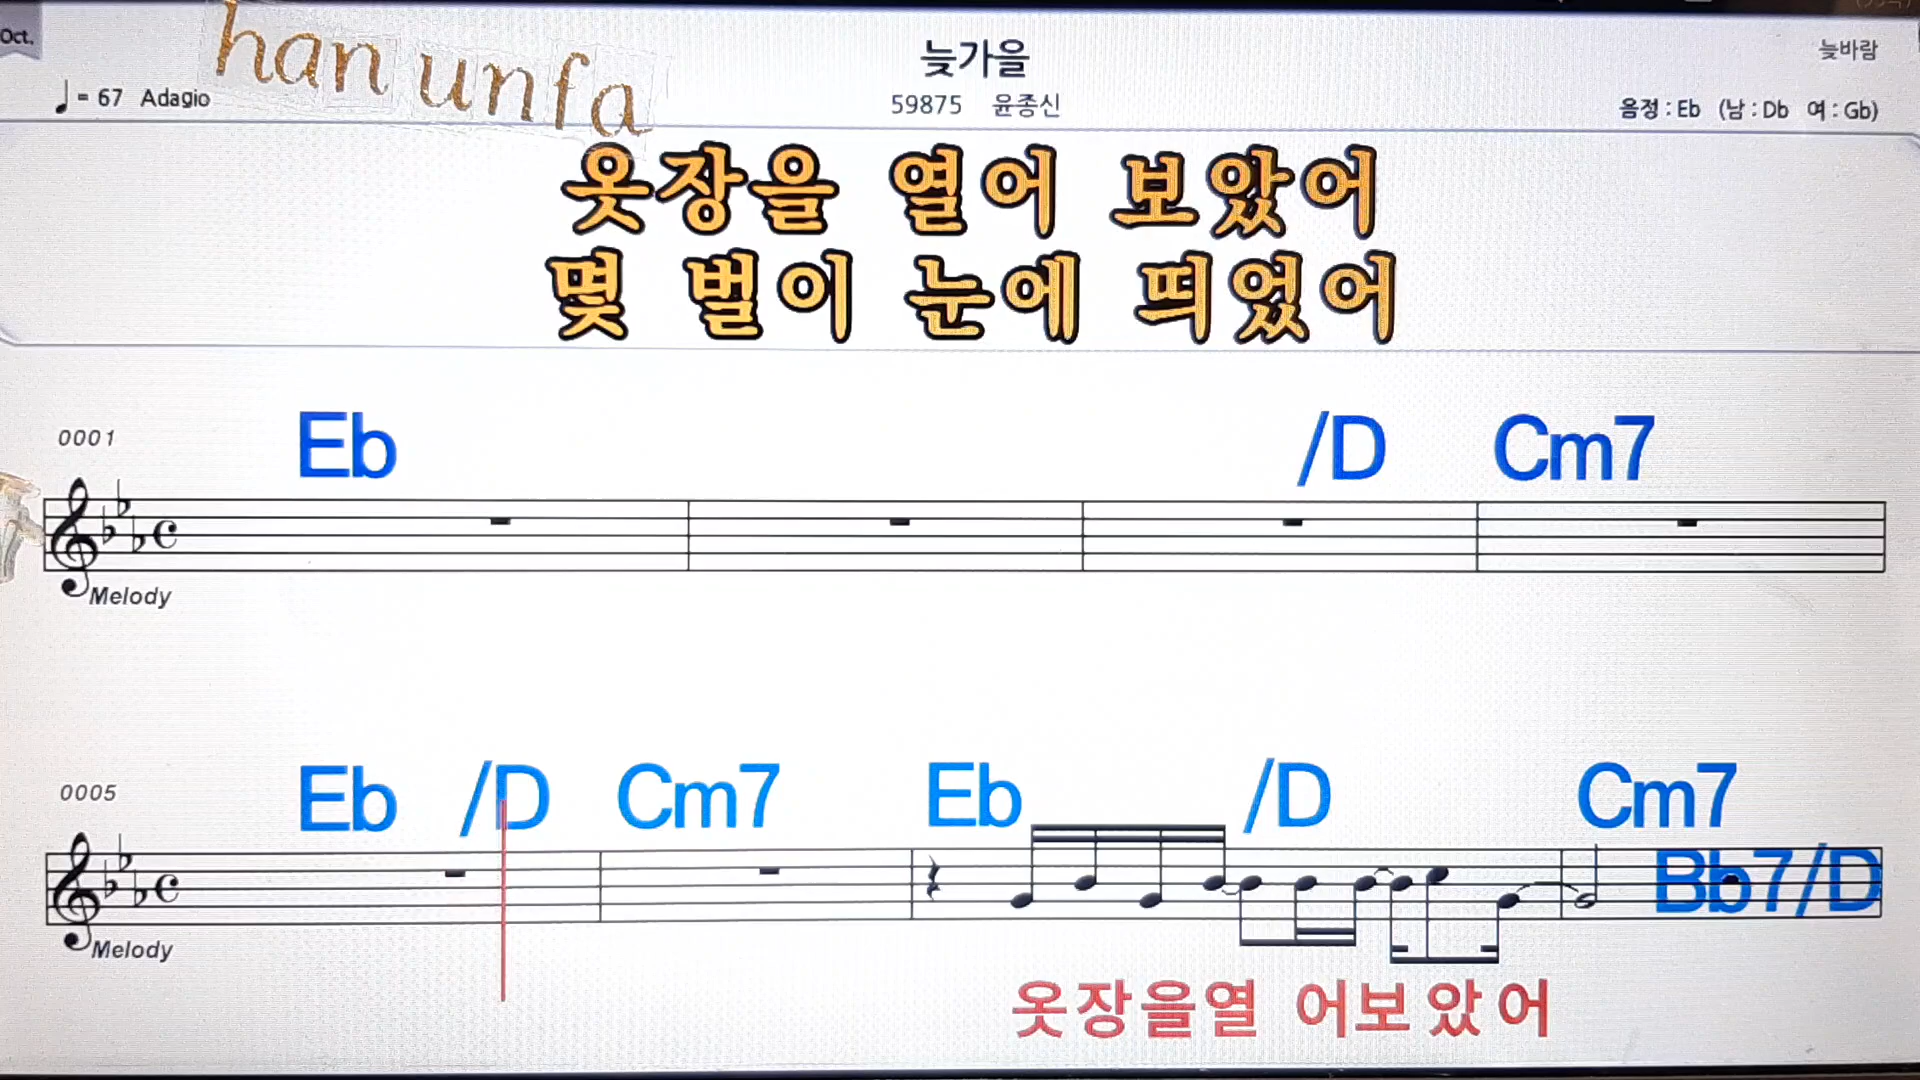 Oct.
han unfa
늦가을
늦바람
♩= 67 Adagio
59875 윤종신
음정 : Eb (남 : Db 여 : Gb)
옷장을 열어 보았어
몇 벌이 눈에 띄었어
0001
Eb /D Cm7
Melody
0005
Eb /D Cm7 Eb /D Cm7
Bb7/D
Melody
옷장을열 어보았어